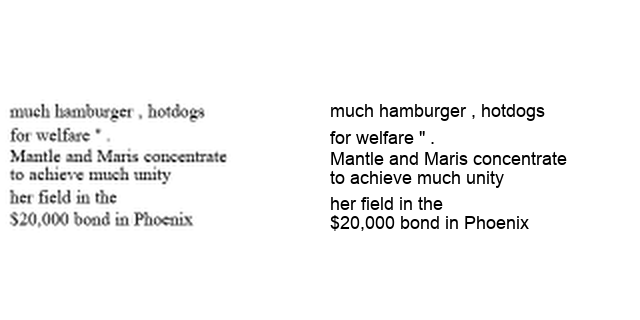 much hamburger , hotdogs
for welfare " .
Mantle and Maris concentrate
to achieve much unity
her field in the
$20,000 bond in Phoenix
much hamburger , hotdogs
for welfare " .
Mantle and Maris concentrate
to achieve much unity
her field in the
$20,000 bond in Phoenix